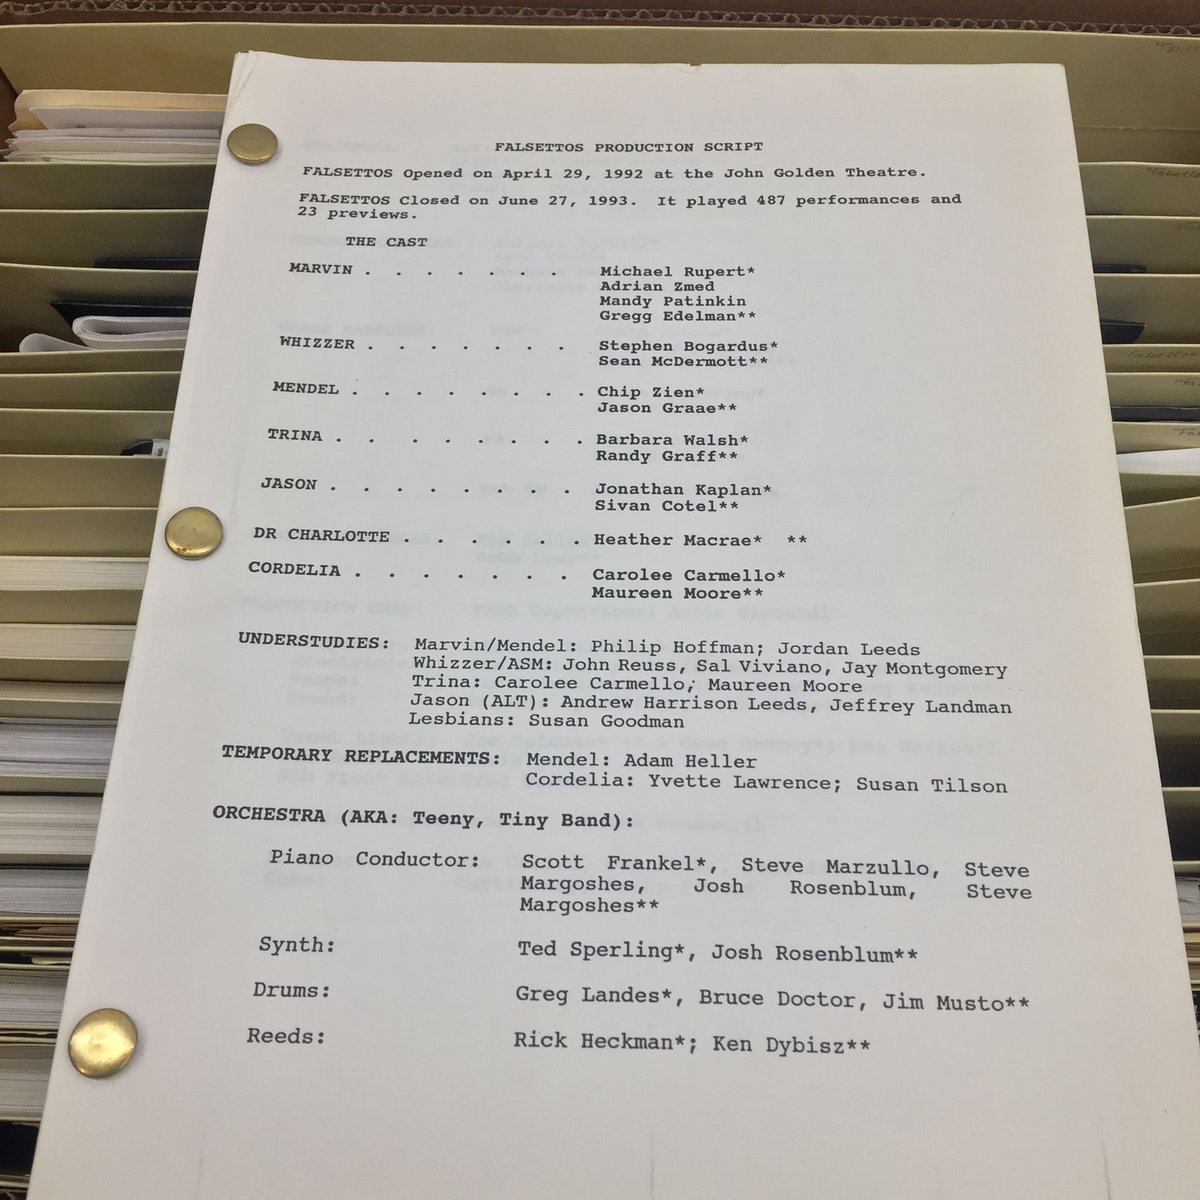 FALSETTOS PRODUCTION SCRIPT
FALSETTOS Opened on April 29, 1992 at the John Golden Theatre.
FALSETTOS Closed on June 27, 1993. It played 487 performances and
23 previews.
THE CAST
MARVIN . . . . . . . Michael Rupert*
Adrian Zmed
Mandy Patinkin
Gregg Edelman**
WHIZZER . . . . . . . Stephen Bogardus*
Sean McDermott**
MENDEL . . . . . . . . Chip Zien*
Jason Graae**
TRINA . . . . . . . . Barbara Walsh*
Randy Graff**
JASON . . . . . . . . Jonathan Kaplan*
Sivan Cotel**
DR CHARLOTTE . . . . . . Heather Macrae* **
CORDELIA . . . . . . . Carolee Carmello*
Maureen Moore**
UNDERSTUDIES: Marvin/Mendel: Philip Hoffman; Jordan Leeds
Whizzer/ASM: John Reuss, Sal Viviano, Jay Montgomery
Trina: Carolee Carmello; Maureen Moore
Jason (ALT): Andrew Harrison Leeds, Jeffrey Landman
Lesbians: Susan Goodman
TEMPORARY REPLACEMENTS: Mendel: Adam Heller
Cordelia: Yvette Lawrence; Susan Tilson
ORCHESTRA (AKA: Teeny, Tiny Band):
Piano Conductor: Scott Frankel*, Steve Marzullo, Steve
Margoshes, Josh Rosenblum, Steve
Margoshes**
Synth: Ted Sperling*, Josh Rosenblum**
Drums: Greg Landes*, Bruce Doctor, Jim Musto**
Reeds: Rick Heckman*; Ken Dybisz**